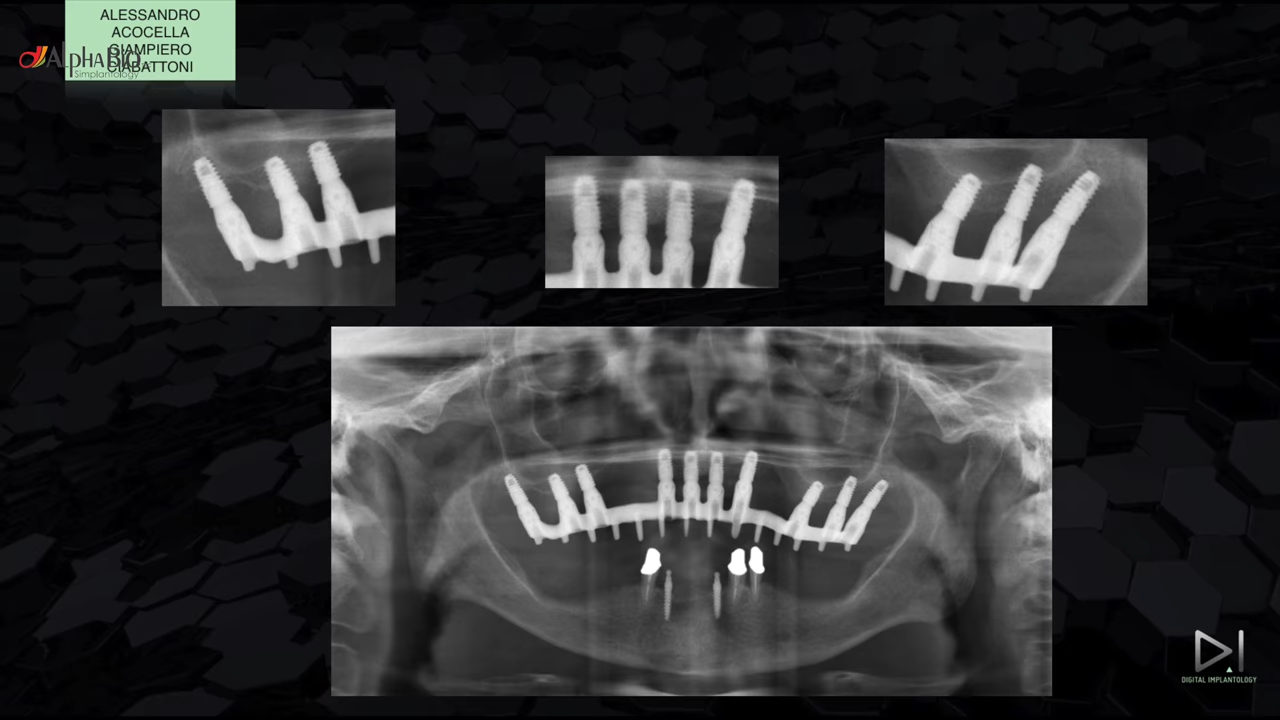 ALESSANDRO
ACOCELLA
GIAMPIERO
CIABATTONI
AlphaBio
Simplantology
DIGITAL IMPLANTOLOGY